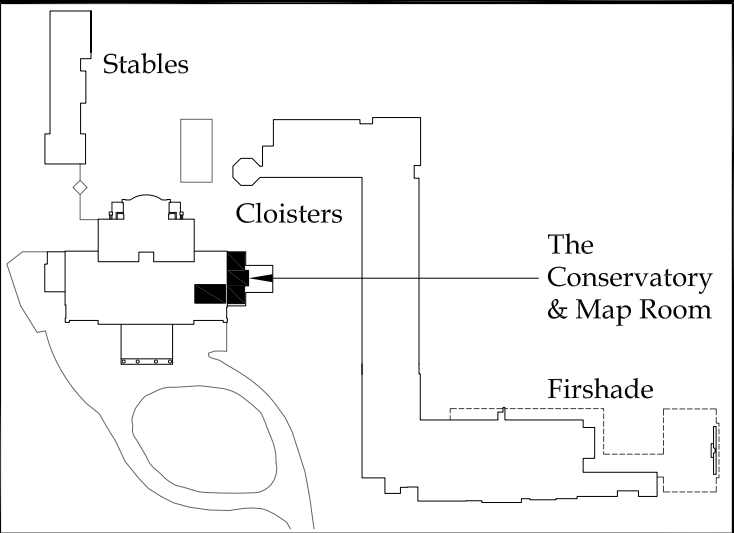 Stables
Cloisters
The
Conservatory
& Map Room
Firshade